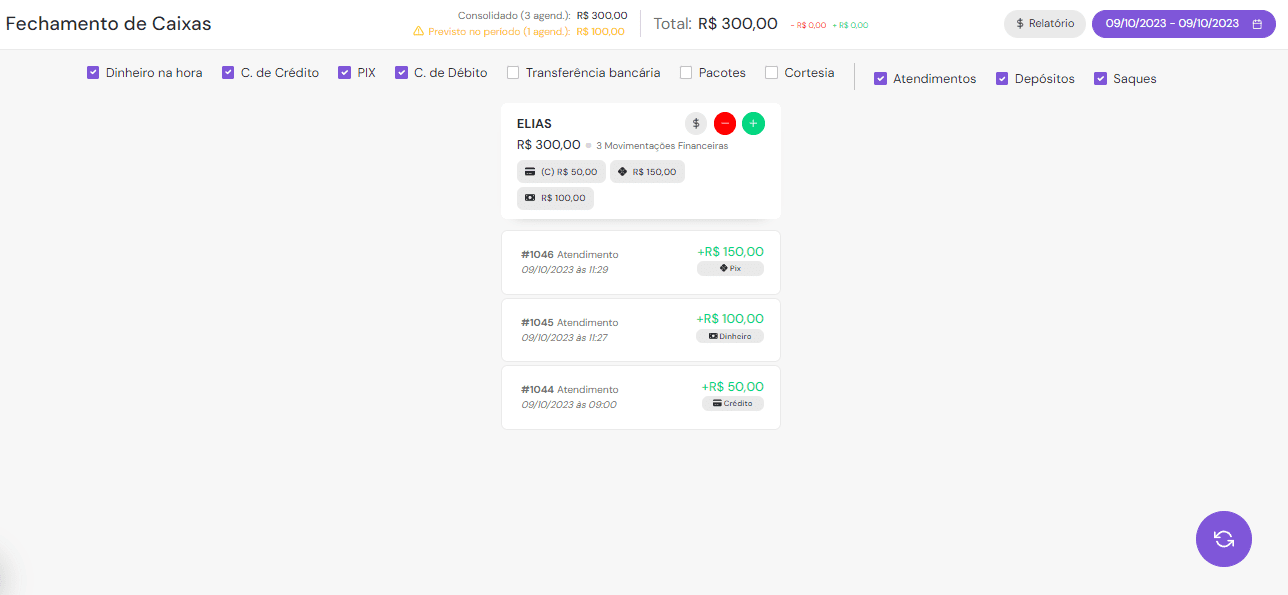 Fechamento de Caixas
Consolidado (3 agend.): R$ 300,00
Previsto no período (1 agend.): R$ 100,00
Total: R$ 300,00 - R$ 0,00 + R$ 0,00
$ Relatório
09/10/2023 - 09/10/2023
Dinheiro na hora
C. de Crédito
PIX
C. de Débito
Transferência bancária
Pacotes
Cortesia
Atendimentos
Depósitos
Saques
ELIAS
$ − +
R$ 300,00 3 Movimentações Financeiras
(C) R$ 50,00 R$ 150,00
R$ 100,00
#1046 Atendimento +R$ 150,00
09/10/2023 às 11:29 Pix
#1045 Atendimento +R$ 100,00
09/10/2023 às 11:27 Dinheiro
#1044 Atendimento +R$ 50,00
09/10/2023 às 09:00 Crédito